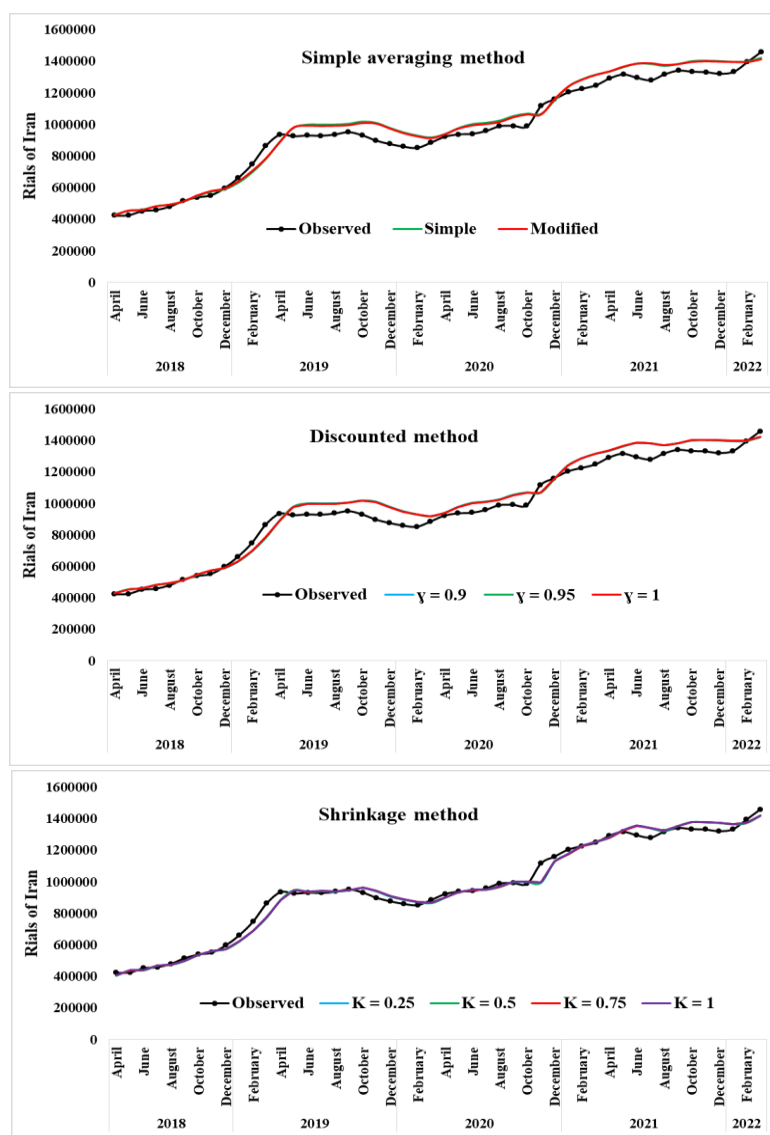 Simple averaging method
Rials of Iran
1600000
1400000
1200000
1000000
800000
600000
400000
200000
0
Observed Simple Modified
April June August October December February April June August October December February April June August October December February April June August October December February
2018 2019 2020 2021 2022
Discounted method
Rials of Iran
1600000
1400000
1200000
1000000
800000
600000
400000
200000
0
Observed ɣ = 0.9 ɣ = 0.95 ɣ = 1
April June August October December February April June August October December February April June August October December February April June August October December February
2018 2019 2020 2021 2022
Shrinkage method
Rials of Iran
1600000
1400000
1200000
1000000
800000
600000
400000
200000
0
Observed K = 0.25 K = 0.5 K = 0.75 K = 1
April June August October December February April June August October December February April June August October December February April June August October December February
2018 2019 2020 2021 2022